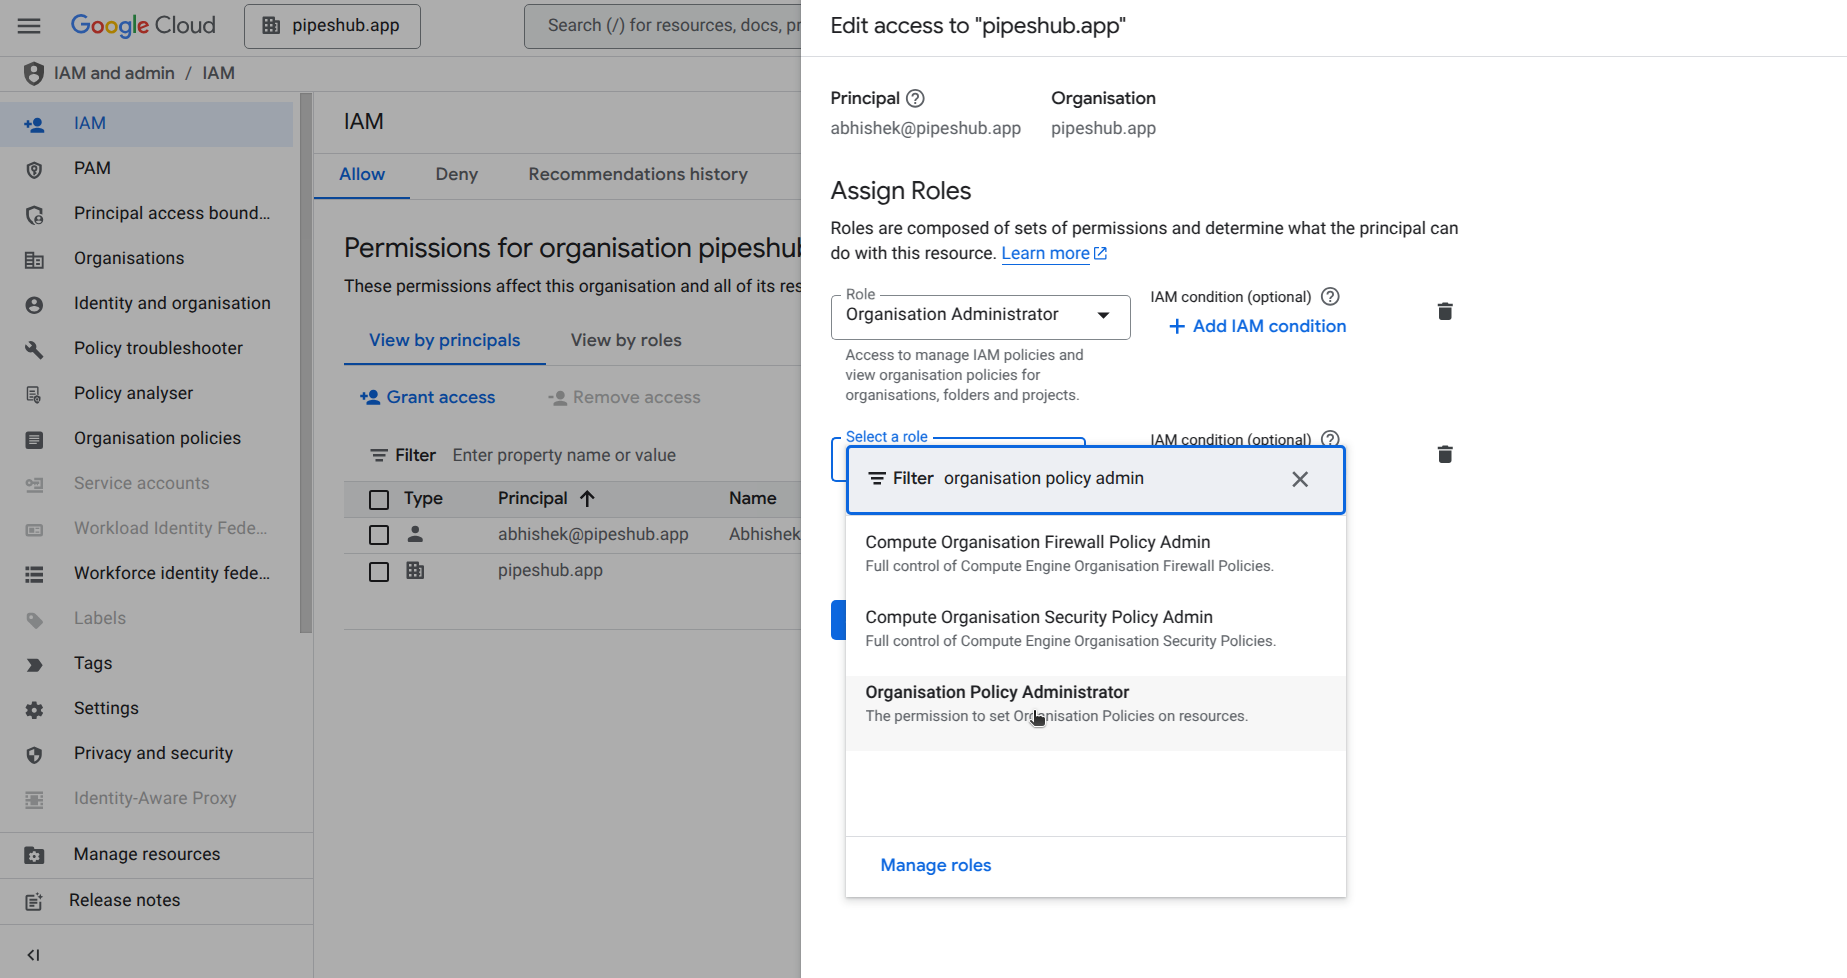 Google Cloud
pipeshub.app
Search (/) for resources, docs, pr
IAM and admin / IAM
IAM
PAM
Principal access bound...
Organisations
Identity and organisation
Policy troubleshooter
Policy analyser
Organisation policies
Service accounts
Workload Identity Fede...
Workforce identity fede...
Labels
Tags
Settings
Privacy and security
Identity-Aware Proxy
Manage resources
Release notes
IAM
Allow
Deny
Recommendations history
Permissions for organisation pipeshub
These permissions affect this organisation and all of its res
View by principals
View by roles
Grant access
Remove access
Filter Enter property name or value
Type Principal Name
abhishek@pipeshub.app Abhishek
pipeshub.app
Edit access to "pipeshub.app"
Principal Organisation
abhishek@pipeshub.app pipeshub.app
Assign Roles
Roles are composed of sets of permissions and determine what the principal can
do with this resource. Learn more
Role
Organisation Administrator
IAM condition (optional)
Add IAM condition
Access to manage IAM policies and
view organisation policies for
organisations, folders and projects.
Select a role
IAM condition (optional)
Filter organisation policy admin
Compute Organisation Firewall Policy Admin
Full control of Compute Engine Organisation Firewall Policies.
Compute Organisation Security Policy Admin
Full control of Compute Engine Organisation Security Policies.
Organisation Policy Administrator
The permission to set Organisation Policies on resources.
Manage roles